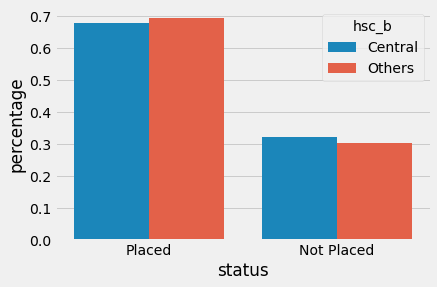 hsc_b
Central
Others
percentage
0.7
0.6
0.5
0.4
0.3
0.2
0.1
0.0
Placed
Not Placed
status